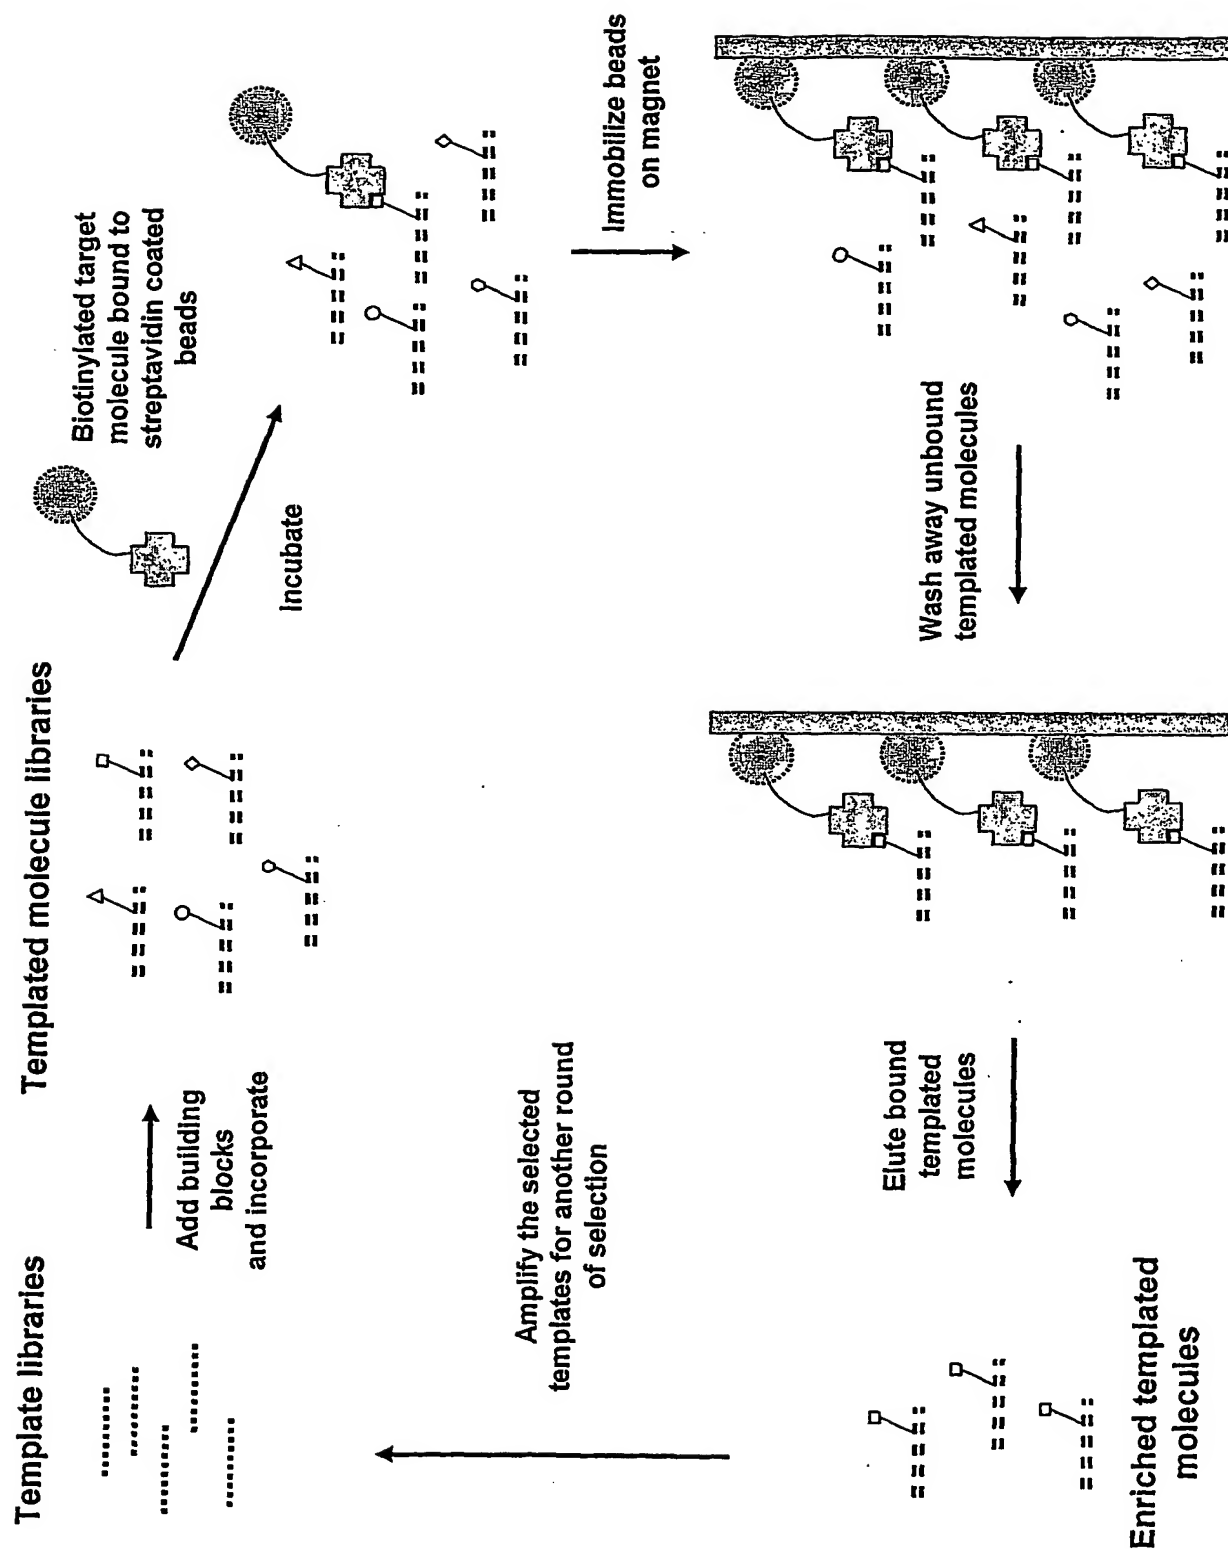 Template libraries
Add building
blocks
and incorporate
Templated molecule libraries
Incubate
Biotinylated target
molecule bound to
streptavidin coated
beads
Immobilize beads
on magnet
Wash away unbound
templated molecules
Elute bound
templated
molecules
Enriched templated
molecules
Amplify the selected
templates for another round
of selection